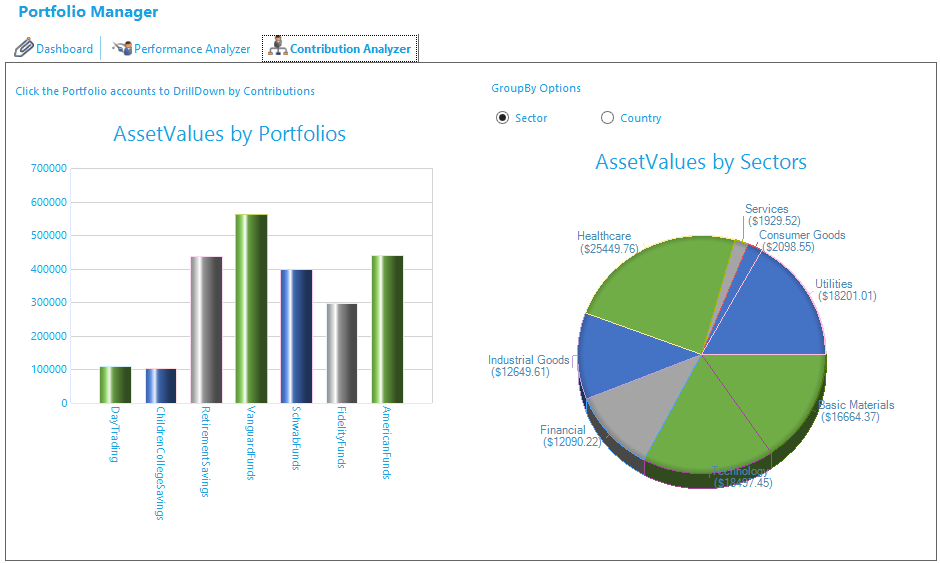 Portfolio Manager
Dashboard
Performance Analyzer
Contribution Analyzer
Click the Portfolio accounts to DrillDown by Contributions
AssetValues by Portfolios
700000
600000
500000
400000
300000
200000
100000
0
DayTrading
ChildrenCollegeSavings
RetirementSavings
VanguardFunds
SchwabFunds
FidelityFunds
AmericanFunds
GroupBy Options
Sector
Country
AssetValues by Sectors
Services
($1929.52)
Consumer Goods
($2098.55)
Healthcare
($25449.76)
Utilities
($18201.01)
Industrial Goods
($12649.61)
Basic Materials
($16664.37)
Financial
($12090.22)
Technology
($18497.45)